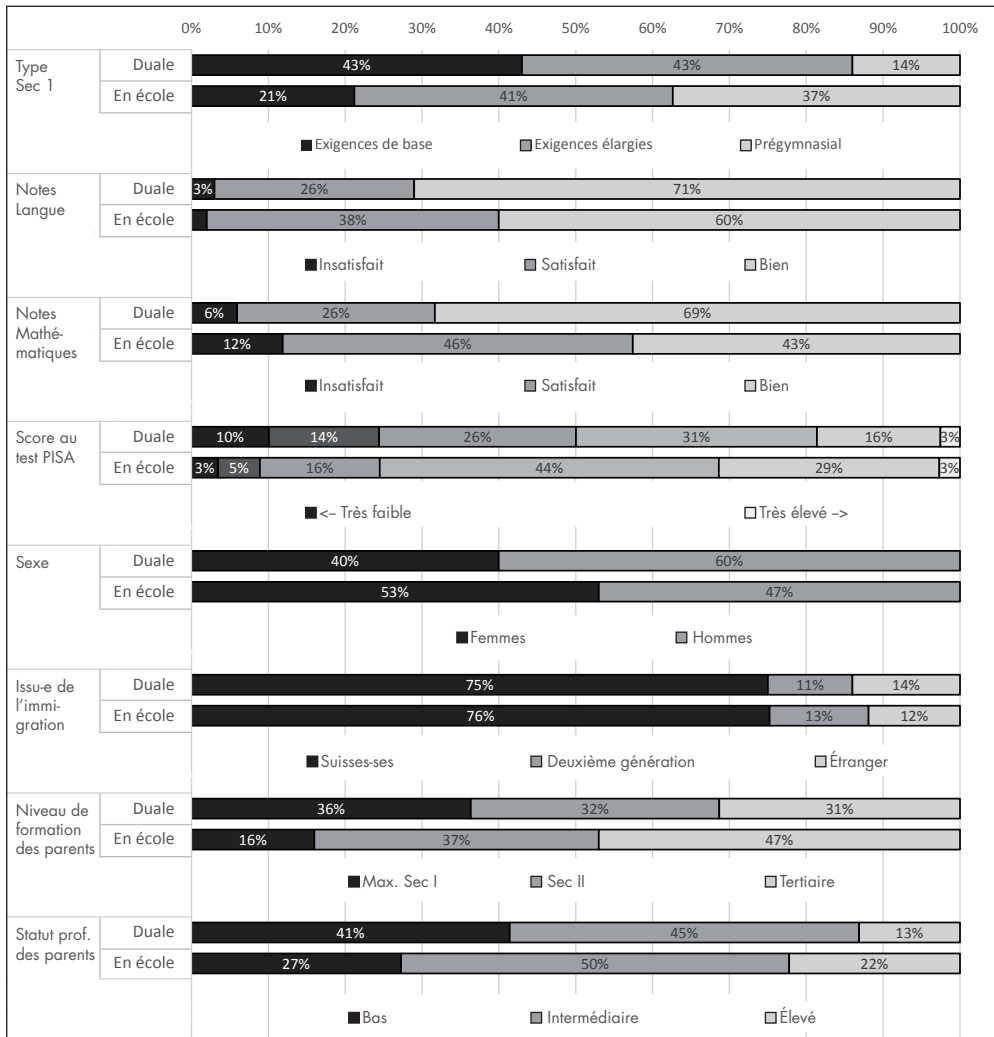 0% 10% 20% 30% 40% 50% 60% 70% 80% 90% 100%
Type
Sec 1
Duale 43% 43% 14%
En école 21% 41% 37%
Exigences de base Exigences élargies Prégymnasial
Notes
Langue
Duale 3% 26% 71%
En école 38% 60%
Insatisfait Satisfait Bien
Notes
Mathé-
matiques
Duale 6% 26% 69%
En école 12% 46% 43%
Insatisfait Satisfait Bien
Score au
test PISA
Duale 10% 14% 26% 31% 16% 3%
En école 3% 5% 16% 44% 29% 3%
<– Très faible Très élevé –>
Sexe
Duale 40% 60%
En école 53% 47%
Femmes Hommes
Issu-e de
l'immi-
gration
Duale 75% 11% 14%
En école 76% 13% 12%
Suisses-ses Deuxième génération Étranger
Niveau de
formation
des parents
Duale 36% 32% 31%
En école 16% 37% 47%
Max. Sec I Sec II Tertiaire
Statut prof.
des parents
Duale 41% 45% 13%
En école 27% 50% 22%
Bas Intermédiaire Élevé